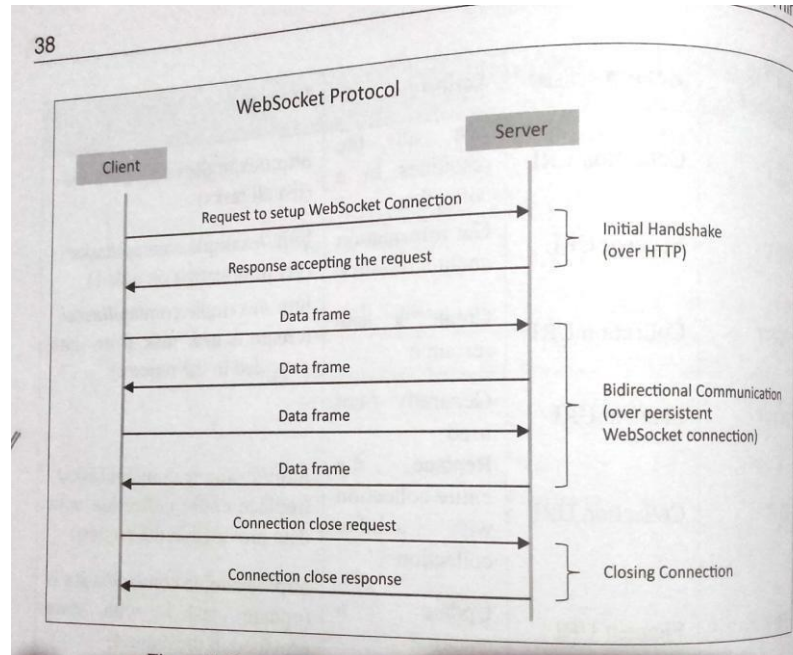 38
WebSocket Protocol
Client
Server
Request to setup WebSocket Connection
Initial Handshake
(over HTTP)
Response accepting the request
Data frame
Data frame
Bidirectional Communication
(over persistent
WebSocket connection)
Data frame
Data frame
Connection close request
Closing Connection
Connection close response